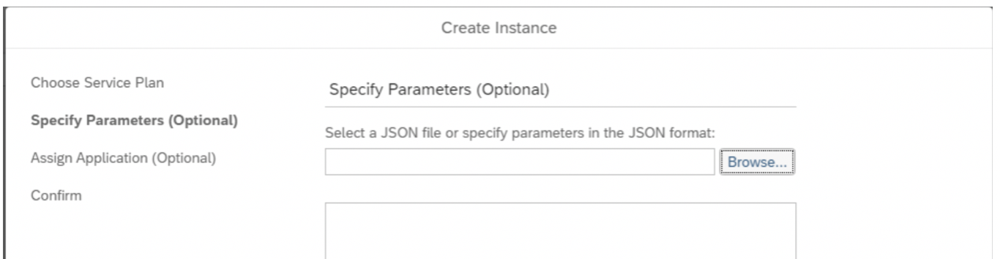 Create Instance
Choose Service Plan
Specify Parameters (Optional)
Assign Application (Optional)
Confirm
Specify Parameters (Optional)
Select a JSON file or specify parameters in the JSON format:
Browse...